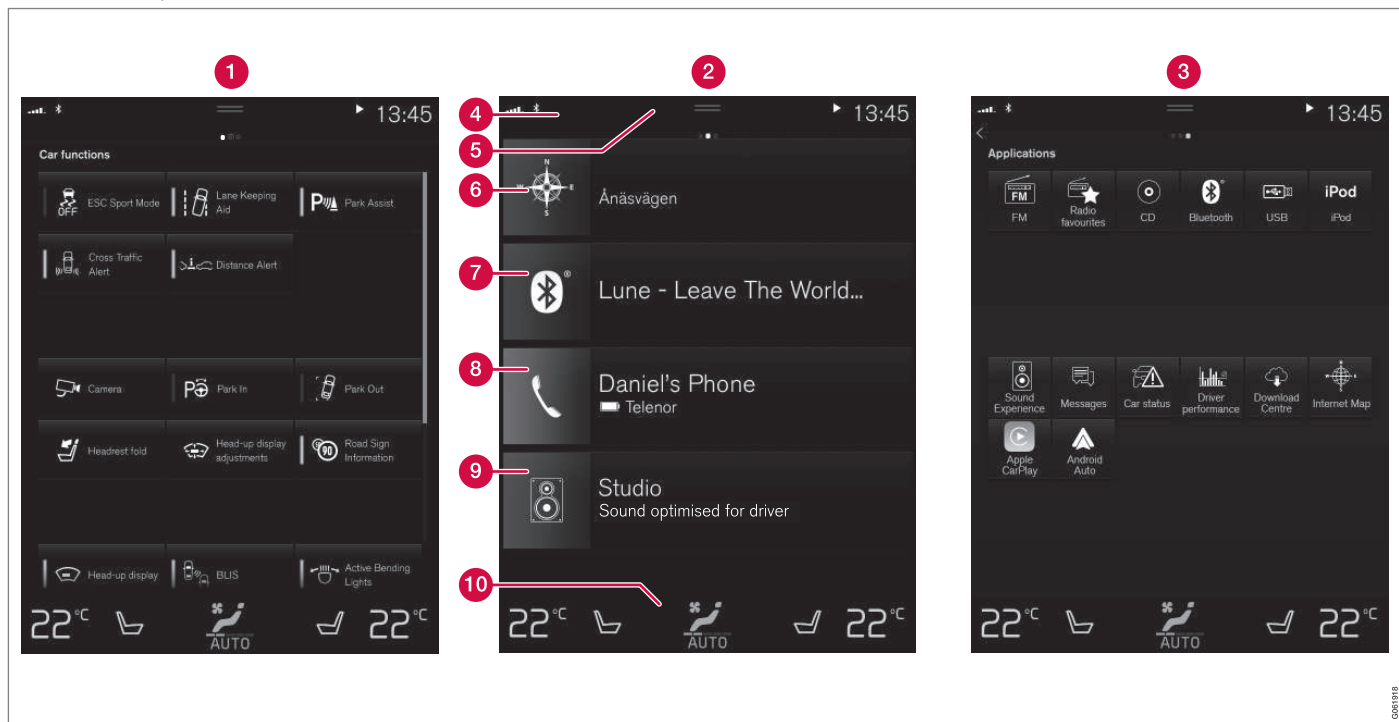 1
2
3
13:45
Car functions
ESC Sport Mode
OFF
Lane Keeping
Aid
P
Park Assist
Cross Traffic
Alert
Distance Alert
Camera
P
Park In
Park Out
Headrest fold
Head-up display
adjustments
90
Road Sign
Information
Head-up display
BLIS
Active Bending
Lights
22°C
AUTO
22°C
4
5
6
7
8
9
10
13:45
N
W
E
S
Ånäsvägen
®
Lune - Leave The World...
Daniel's Phone
Telenor
Studio
Sound optimised for driver
22°C
AUTO
22°C
13:45
Applications
FM
FM
Radio
favourites
CD
®
Bluetooth
USB
iPod
iPod
Sound
Experience
Messages
Car status
Driver
performance
Download
Centre
Internet Map
Apple
CarPlay
Android
Auto
22°C
AUTO
22°C
G061918